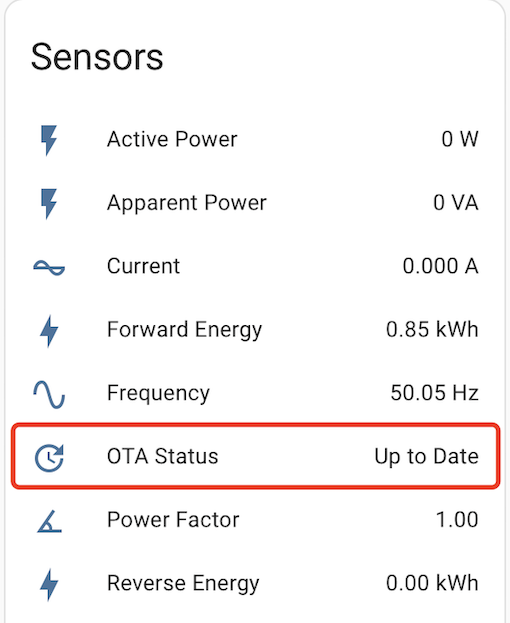 Sensors
Active Power 0 W
Apparent Power 0 VA
Current 0.000 A
Forward Energy 0.85 kWh
Frequency 50.05 Hz
OTA Status Up to Date
Power Factor 1.00
Reverse Energy 0.00 kWh